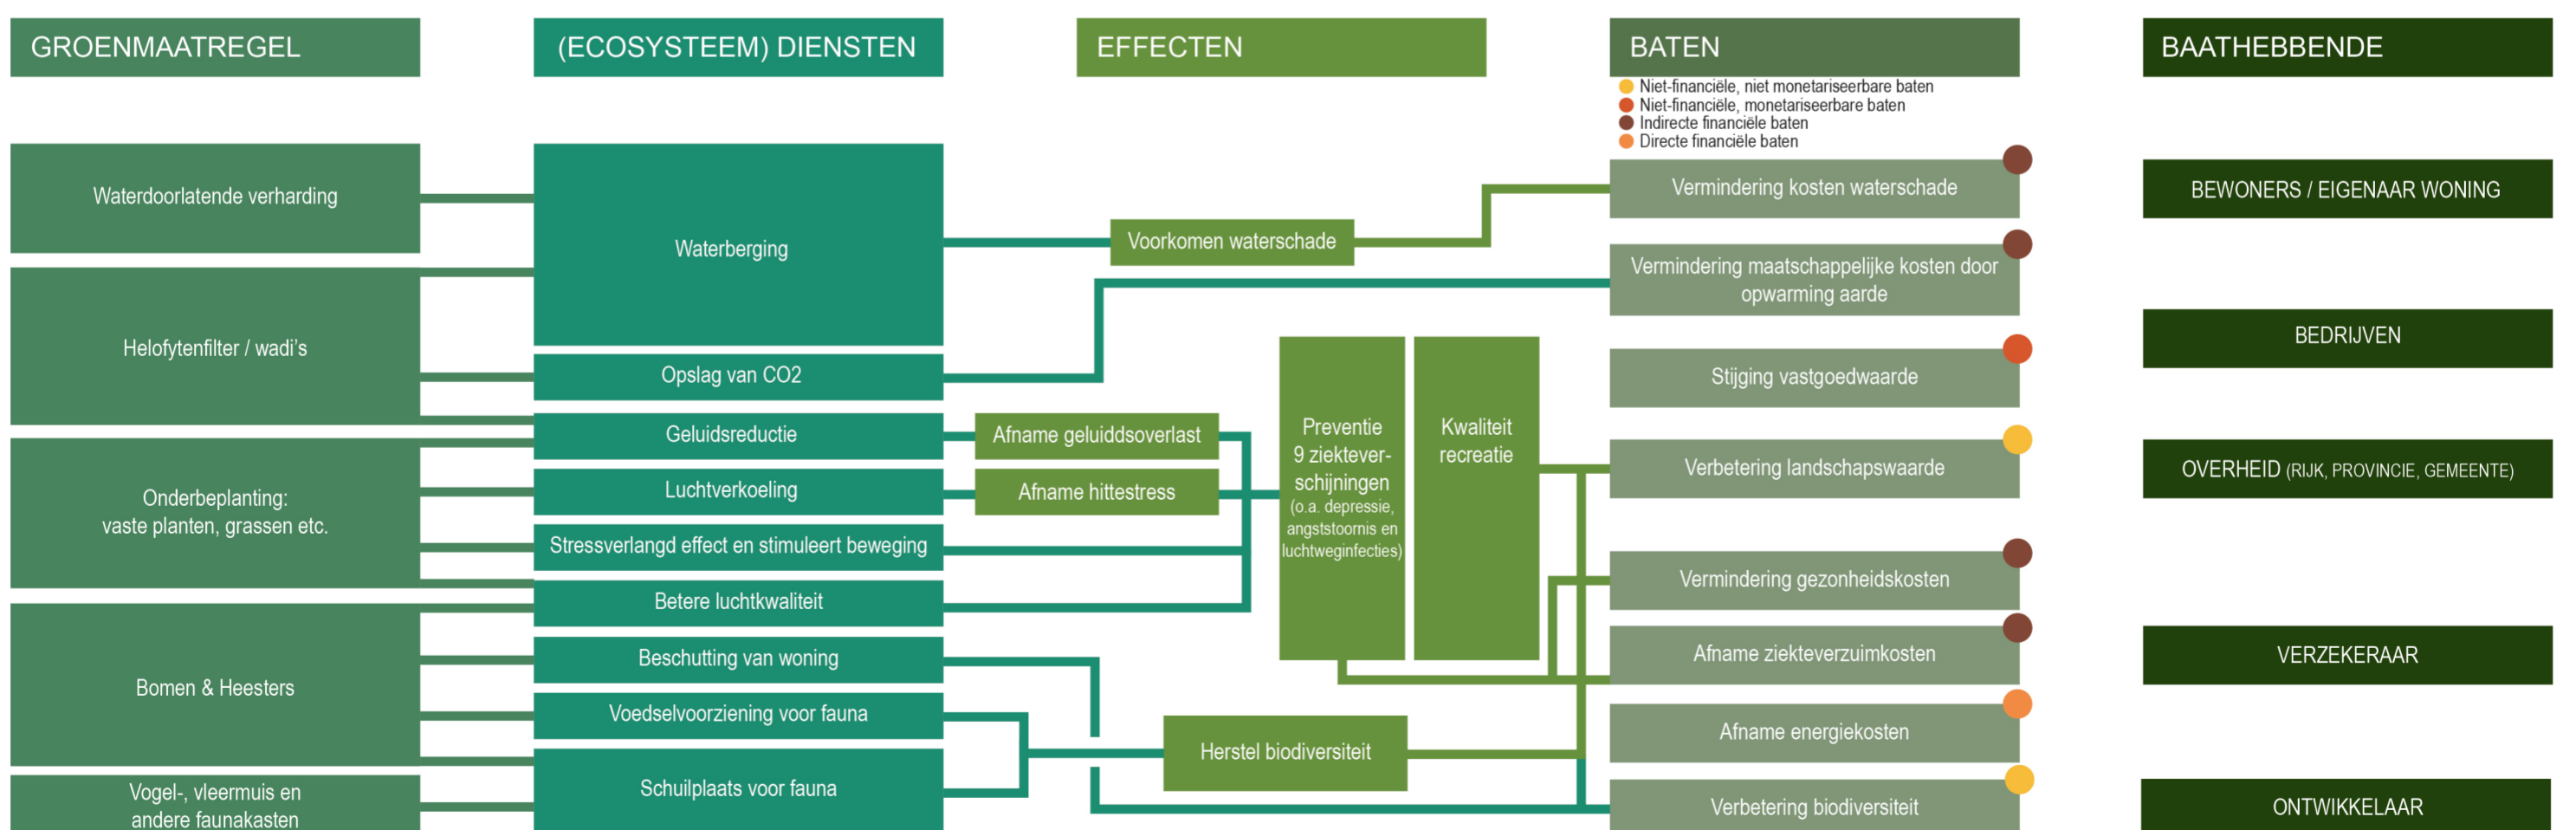 GROENMAATREGEL
(ECOSYSTEEM) DIENSTEN
EFFECTEN
BATEN
BAATHEBBENDE
Niet-financiële, niet monetariseerbare baten
Niet-financiële, monetariseerbare baten
Indirecte financiële baten
Directe financiële baten
Waterdoorlatende verharding
Helofytenfilter / wadi's
Onderbeplanting:
vaste planten, grassen etc.
Bomen & Heesters
Vogel-, vleermuis en
andere faunakasten
Waterberging
Opslag van CO2
Geluidsreductie
Luchtverkoeling
Stressverlangd effect en stimuleert beweging
Betere luchtkwaliteit
Beschutting van woning
Voedselvoorziening voor fauna
Schuilplaats voor fauna
Voorkomen waterschade
Afname geluiddsoverlast
Afname hittestress
Preventie
9 ziektever-
schijningen
(o.a. depressie,
angststoornis en
luchtweginfecties)
Kwaliteit
recreatie
Herstel biodiversiteit
Vermindering kosten waterschade
Vermindering maatschappelijke kosten door
opwarming aarde
Stijging vastgoedwaarde
Verbetering landschapswaarde
Vermindering gezonheidskosten
Afname ziekteverzuimkosten
Afname energiekosten
Verbetering biodiversiteit
BEWONERS / EIGENAAR WONING
BEDRIJVEN
OVERHEID (RIJK, PROVINCIE, GEMEENTE)
VERZEKERAAR
ONTWIKKELAAR